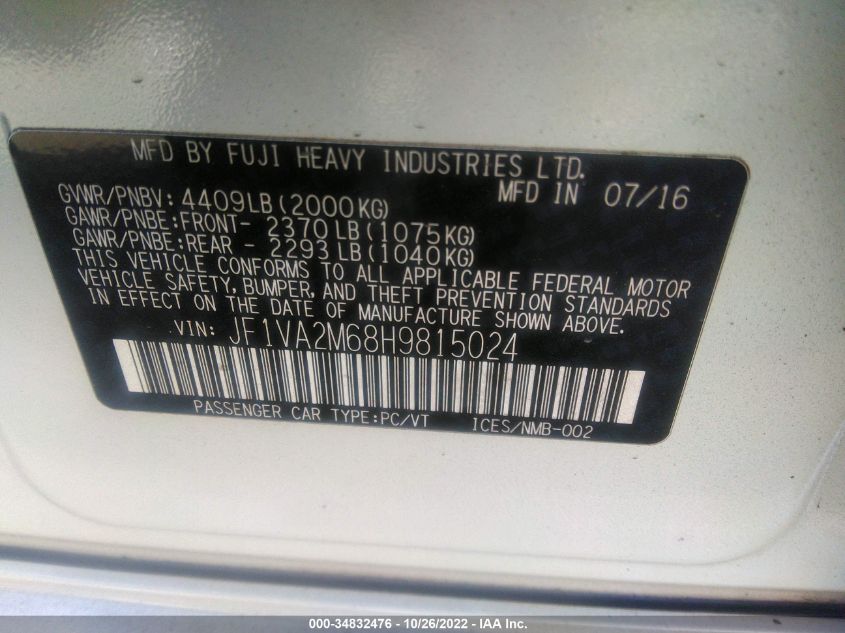 MFD BY FUJI HEAVY INDUSTRIES LTD.
MFD IN 07/16
GVWR/PNBV: 4409LB(2000KG)
GAWR/PNBE:FRONT- 2370LB(1075KG)
GAWR/PNBE:REAR - 2293LB(1040KG)
THIS VEHICLE CONFORMS TO ALL APPLICABLE FEDERAL MOTOR
VEHICLE SAFETY, BUMPER, AND THEFT PREVENTION STANDARDS
IN EFFECT ON THE DATE OF MANUFACTURE SHOWN ABOVE.
VIN: JF1VA2M68H9815024
PASSENGER CAR TYPE:PC/VT ICES/NMB-002
000-34832476 - 10/26/2022 - IAA Inc.